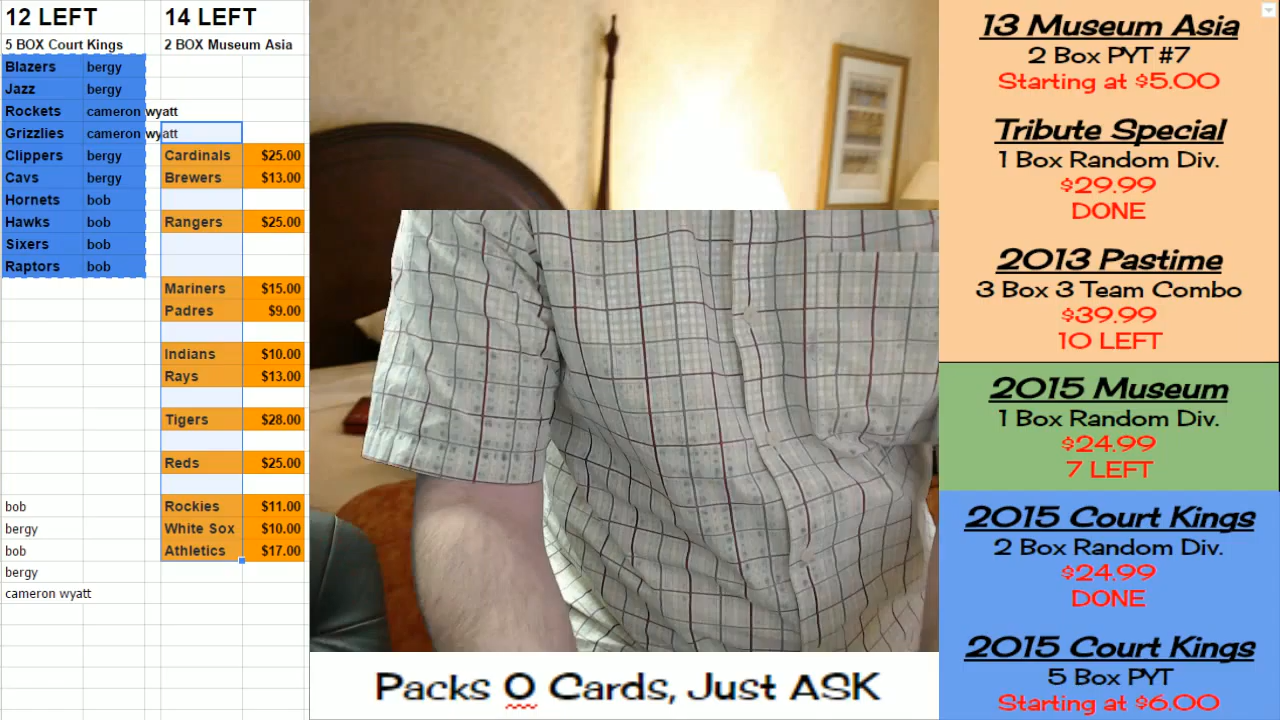 12 LEFT
14 LEFT
5 BOX Court Kings
2 BOX Museum Asia
Blazers bergy
Jazz bergy
Rockets cameron wyatt
Grizzlies cameron wyatt
Clippers bergy
Cavs bergy
Hornets bob
Hawks bob
Sixers bob
Raptors bob
bob
bergy
bob
bergy
cameron wyatt
Cardinals $25.00
Brewers $13.00
Rangers $25.00
Mariners $15.00
Padres $9.00
Indians $10.00
Rays $13.00
Tigers $28.00
Reds $25.00
Rockies $11.00
White Sox $10.00
Athletics $17.00
Packs O Cards, Just ASK
13 Museum Asia
2 Box PYT #7
Starting at $5.00
Tribute Special
1 Box Random Div.
$29.99
DONE
2013 Pastime
3 Box 3 Team Combo
$39.99
10 LEFT
2015 Museum
1 Box Random Div.
$24.99
7 LEFT
2015 Court Kings
2 Box Random Div.
$24.99
DONE
2015 Court Kings
5 Box PYT
Starting at $6.00